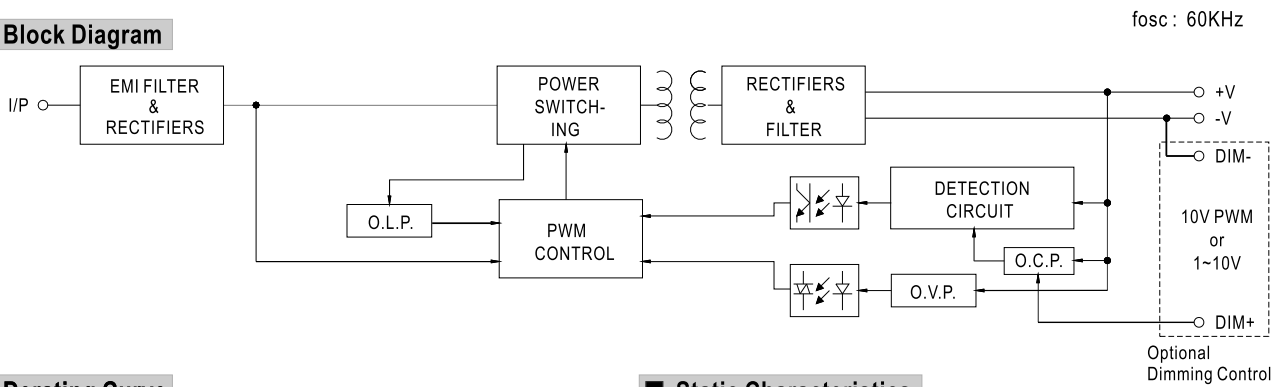 fosc : 60KHz
Block Diagram
I/P
EMI FILTER
&
RECTIFIERS
POWER
SWITCH-
ING
RECTIFIERS
&
FILTER
+V
-V
DIM-
O.L.P.
PWM
CONTROL
DETECTION
CIRCUIT
10V PWM
or
1~10V
O.C.P.
O.V.P.
DIM+
Optional
Dimming Control
Derating Curve
Static Characteristics